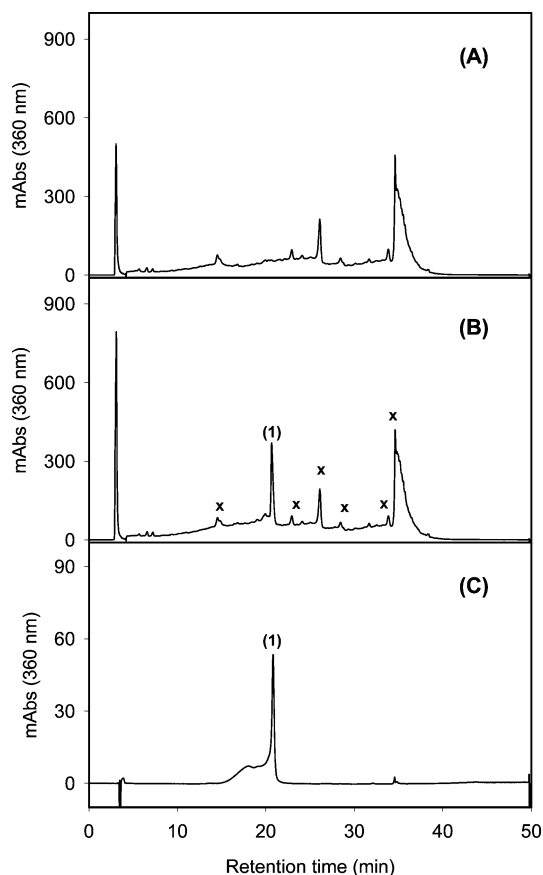 900
(A)
600
mAbs (360 nm)
300
0
900
(B)
600
mAbs (360 nm)
(1)
x
x
x
x
x
x
300
0
90
(C)
60
mAbs (360 nm)
(1)
30
0
0 10 20 30 40 50
Retention time (min)